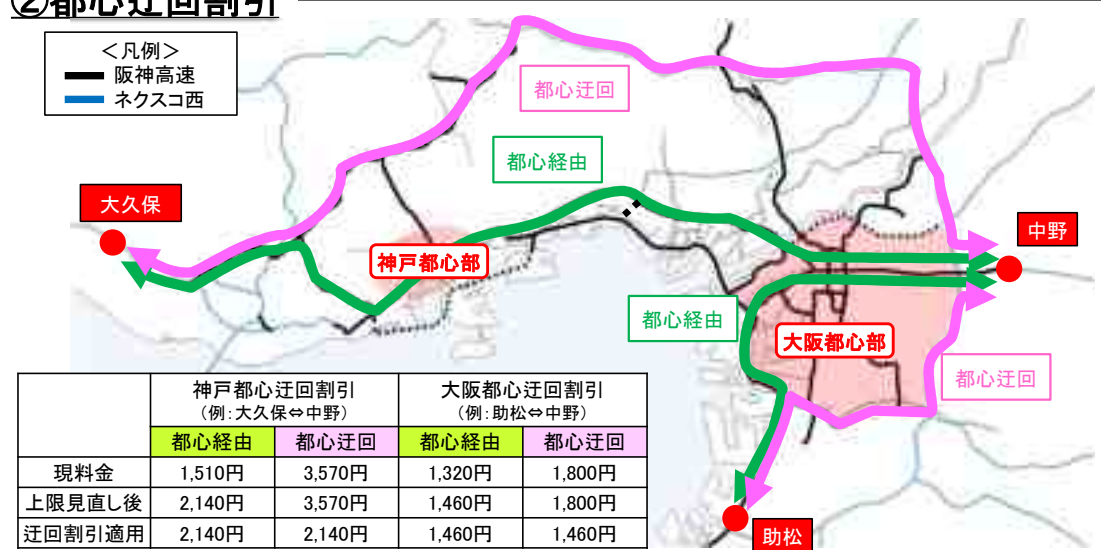 ②都心迂回割引
＜凡例＞
阪神高速
ネクスコ西
都心迂回
都心経由
大久保
中野
神戸都心部
都心経由
大阪都心部
都心迂回
神戸都心迂回割引 大阪都心迂回割引
（例：大久保⇔中野） （例：助松⇔中野）
都心経由 都心迂回 都心経由 都心迂回
現料金 1,510円 3,570円 1,320円 1,800円
上限見直し後 2,140円 3,570円 1,460円 1,800円
迂回割引適用 2,140円 2,140円 1,460円 1,460円
助松